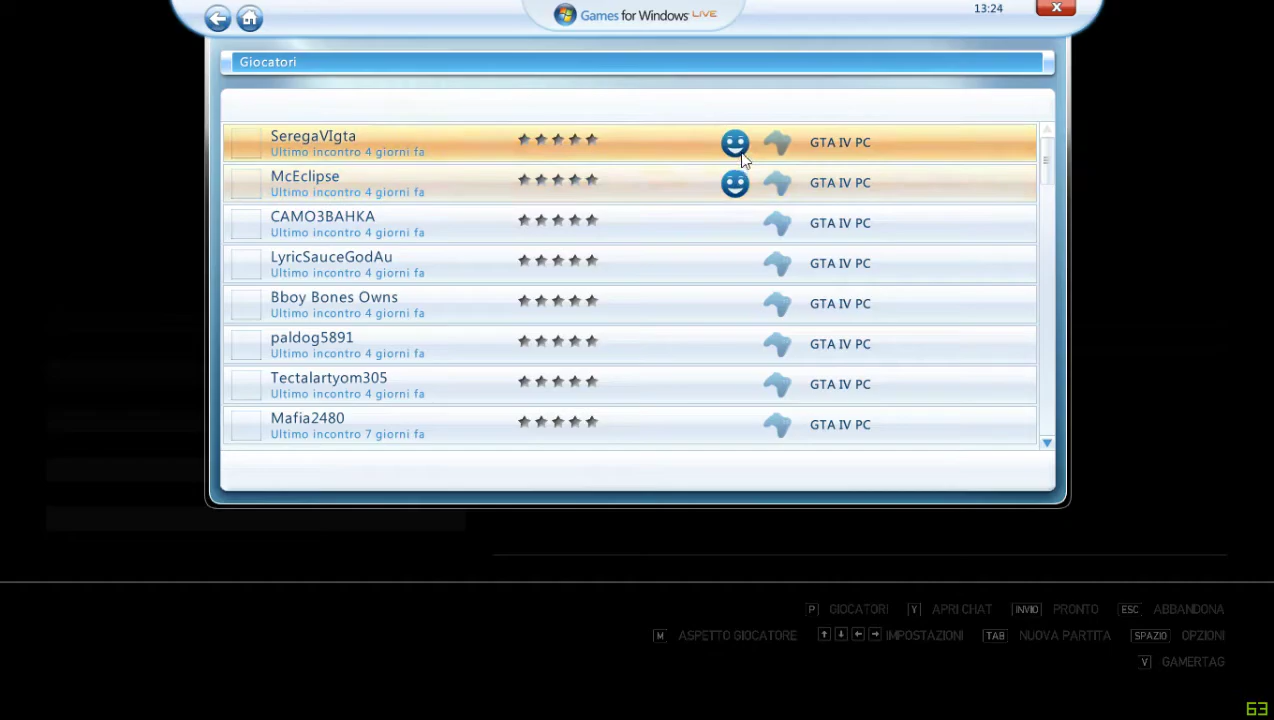 13:24
Games for Windows LIVE
Giocatori
SeregaVIgta
Ultimo incontro 4 giorni fa
GTA IV PC
McEclipse
Ultimo incontro 4 giorni fa
GTA IV PC
CAMO3BAHKA
Ultimo incontro 4 giorni fa
GTA IV PC
LyricSauceGodAu
Ultimo incontro 4 giorni fa
GTA IV PC
Bboy Bones Owns
Ultimo incontro 4 giorni fa
GTA IV PC
paldog5891
Ultimo incontro 4 giorni fa
GTA IV PC
Tectalartyom305
Ultimo incontro 4 giorni fa
GTA IV PC
Mafia2480
Ultimo incontro 7 giorni fa
GTA IV PC
P GIOCATORI Y APRI CHAT INVIO PRONTO ESC ABBANDONA
M ASPETTO GIOCATORE IMPOSTAZIONI TAB NUOVA PARTITA SPAZIO OPZIONI
V GAMERTAG
63